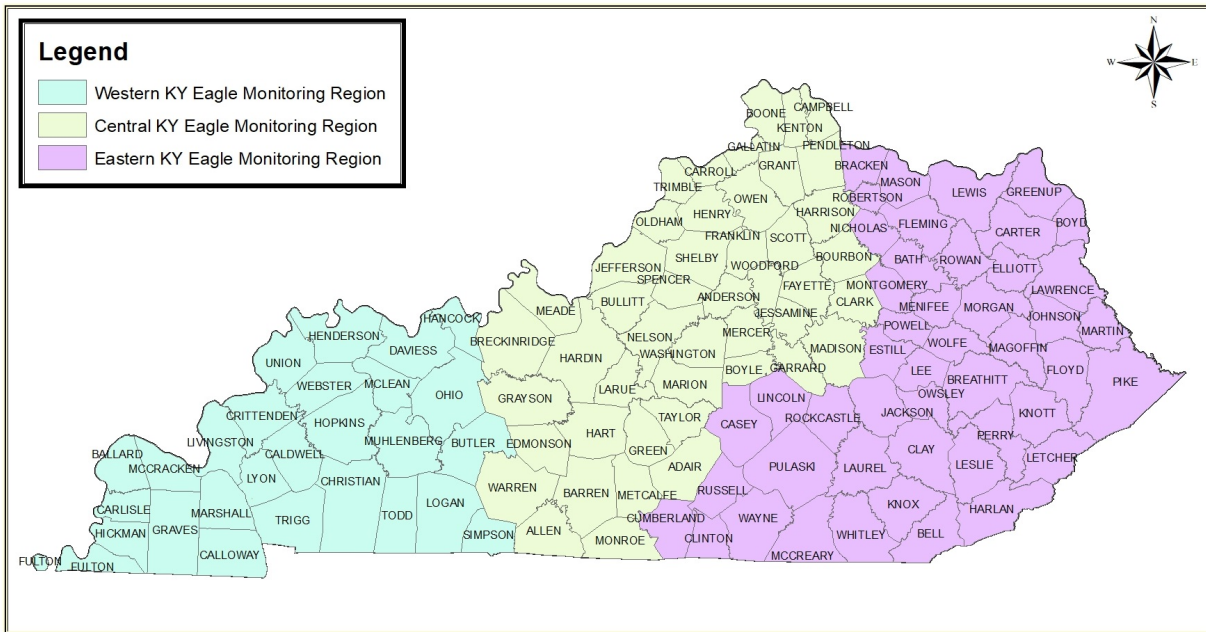 Legend
Western KY Eagle Monitoring Region
Central KY Eagle Monitoring Region
Eastern KY Eagle Monitoring Region
N
W
E
S
CAMPBELL
BOONE
KENTON
GALLATIN
PENDLETON
GRANT
BRACKEN
CARROLL
MASON
TRIMBLE
LEWIS
GREENUP
OWEN
ROBERTSON
HENRY
HARRISON
OLDHAM
FLEMING
BOYD
NICHOLAS
CARTER
FRANKLIN
SCOTT
SHELBY
BOURBON
BATH
ROWAN
JEFFERSON
WOODFORD
ELLIOTT
SPENCER
FAYETTE
MONTGOMERY
LAWRENCE
ANDERSON
BULLITT
CLARK
MENIFEE
MORGAN
MEADE
JESSAMINE
JOHNSON
HANCOCK
POWELL
MARTIN
HENDERSON
NELSON
MERCER
BRECKINRIDGE
WOLFE
DAVIESS
MADISON
ESTILL
MAGOFFIN
WASHINGTON
HARDIN
UNION
BOYLE
GARRARD
LEE
FLOYD
WEBSTER
MCLEAN
MARION
BREATHITT
PIKE
LARUE
OHIO
OWSLEY
GRAYSON
LINCOLN
CRITTENDEN
TAYLOR
ROCKCASTLE
JACKSON
KNOTT
HOPKINS
CASEY
HART
PERRY
LIVINGSTON
MUHLENBERG
BUTLER
EDMONSON
GREEN
CLAY
BALLARD
CALDWELL
LETCHER
MCCRACKEN
ADAIR
PULASKI
LAUREL
LESLIE
LYON
CHRISTIAN
WARREN
BARREN
METCALFE
RUSSELL
LOGAN
KNOX
CARLISLE
MARSHALL
HARLAN
TRIGG
TODD
CUMBERLAND
WAYNE
GRAVES
HICKMAN
ALLEN
SIMPSON
WHITLEY
BELL
CLINTON
MONROE
CALLOWAY
MCCREARY
FULTON
FULTON